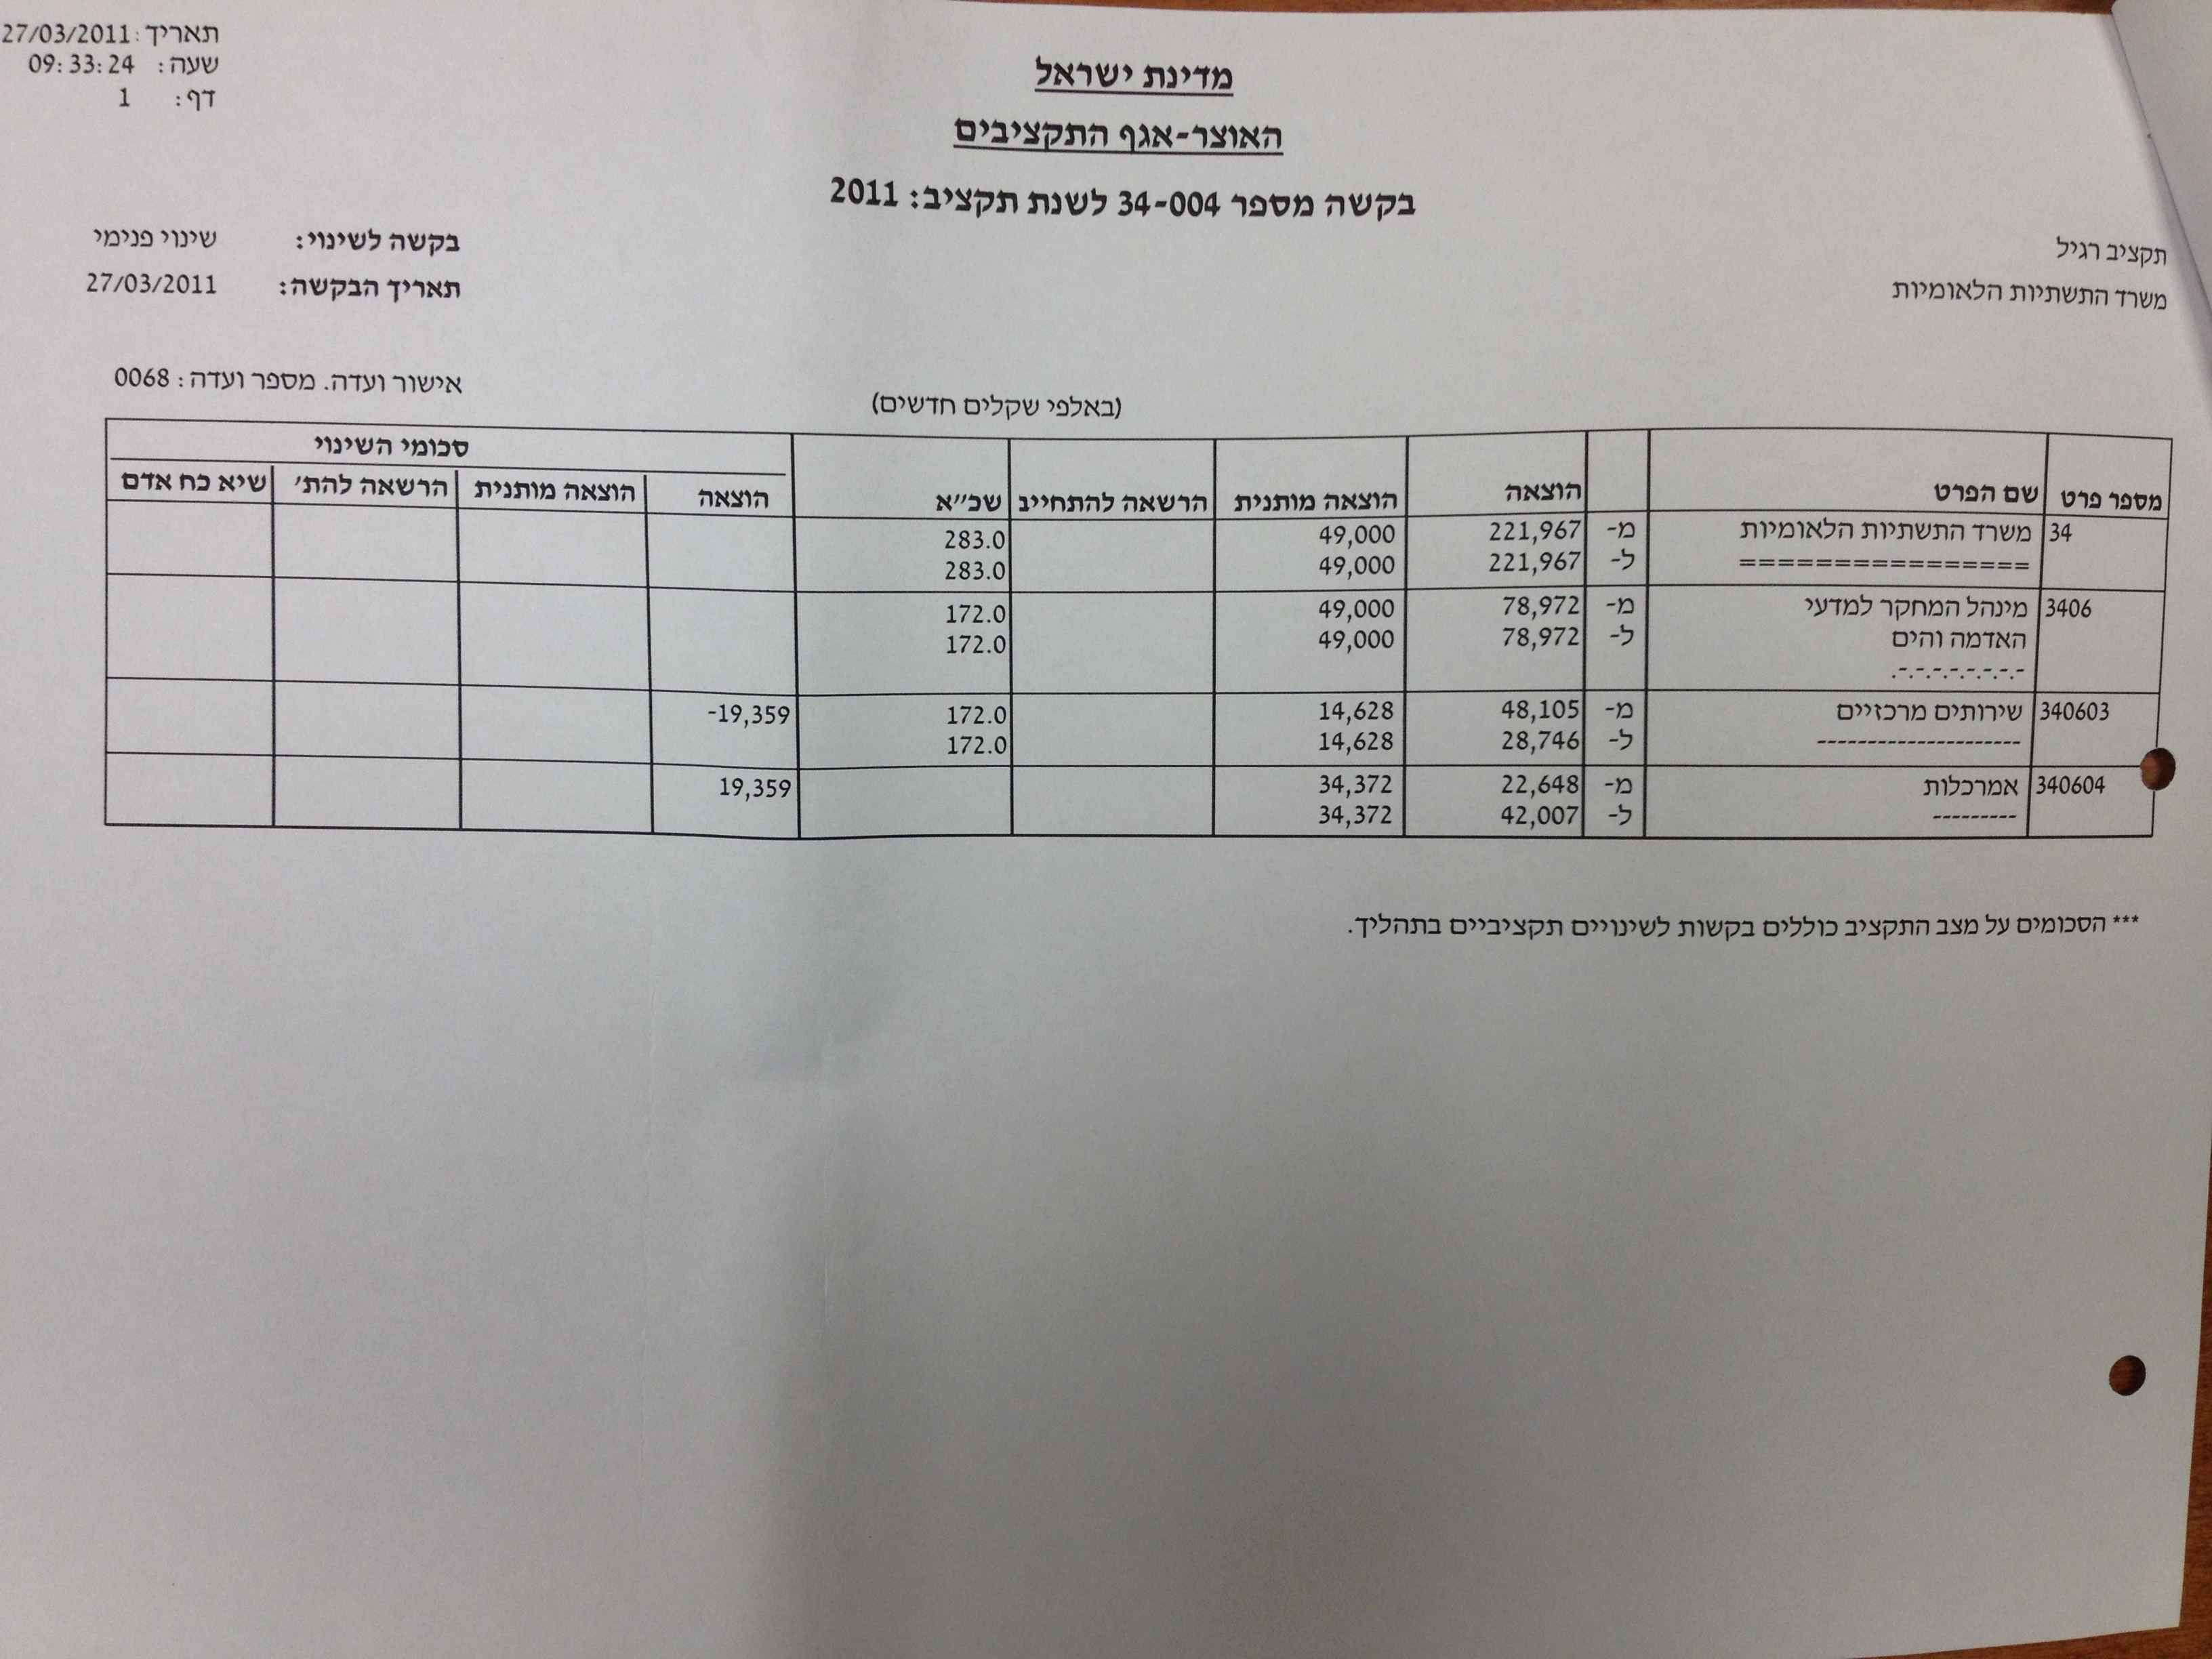 תאריך: 27/03/2011
שעה: 09:33:24
דף: 1
מדינת ישראל
האוצר-אגף התקציבים
בקשה מספר 34-004 לשנת תקציב: 2011
תקציב רגיל
בקשה לשינוי: שינוי פנימי
משרד התשתיות הלאומיות
תאריך הבקשה: 27/03/2011
אישור ועדה. מספר ועדה: 0068
(באלפי שקלים חדשים)
סכומי השינוי
מספר פרט שם הפרט הוצאה הוצאה מותנית הרשאה להתחייב שכ״א הוצאה הוצאה מותנית הרשאה להת׳ שיא כח אדם
34 משרד התשתיות הלאומיות מ- 221,967 49,000 283.0
================ ל- 221,967 49,000 283.0
3406 מינהל המחקר למדעי מ- 78,972 49,000 172.0
האדמה והים ל- 78,972 49,000 172.0
-.-.-.-.-.-.-.-.
340603 שירותים מרכזיים מ- 48,105 14,628 172.0 -19,359
--------------------- ל- 28,746 14,628 172.0
340604 אמרכלות מ- 22,648 34,372 19,359
--------- ל- 42,007 34,372
*** הסכומים על מצב התקציב כוללים בקשות לשינויים תקציביים בתהליך.